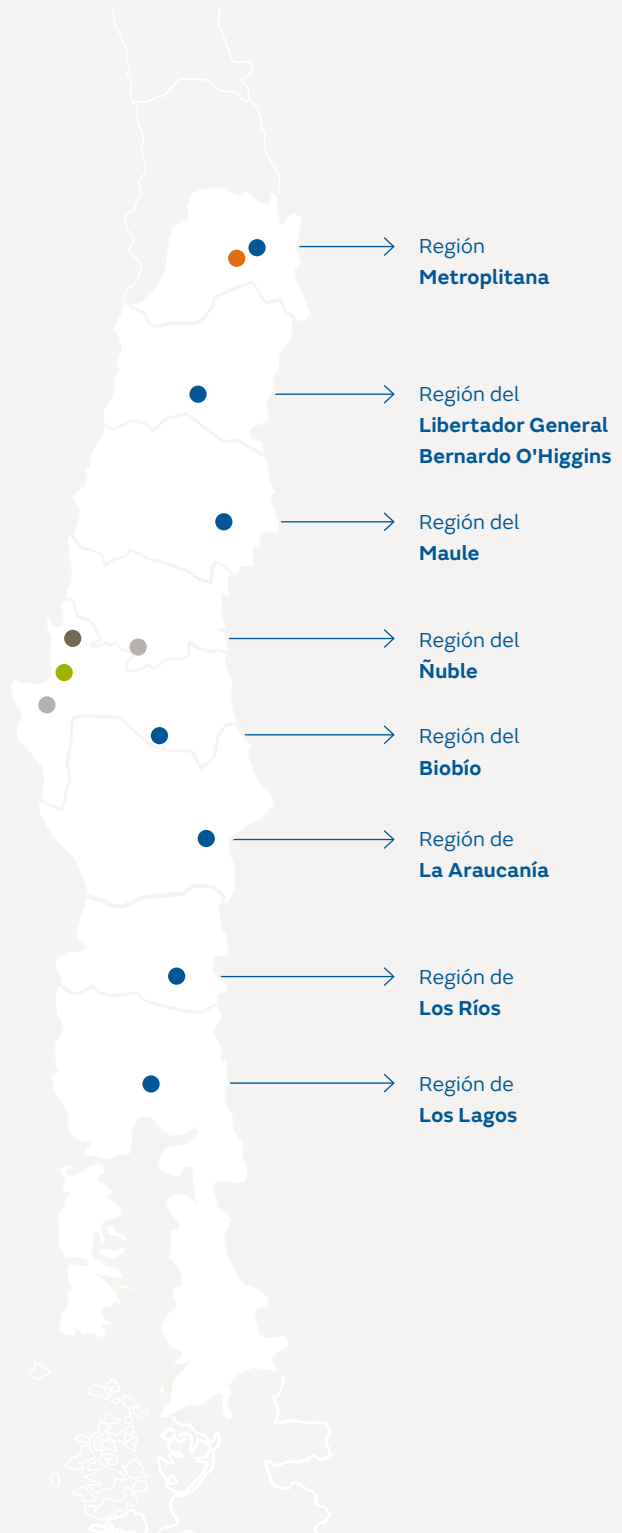 Región
Metroplitana
Región del
Libertador General
Bernardo O'Higgins
Región del
Maule
Región del
Ñuble
Región del
Biobío
Región de
La Araucanía
Región de
Los Ríos
Región de
Los Lagos